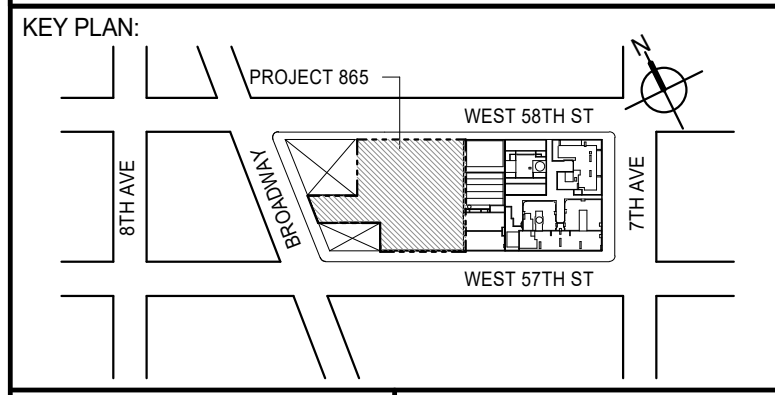 KEY PLAN:
N
PROJECT 865
WEST 58TH ST
8TH AVE
BROADWAY
7TH AVE
WEST 57TH ST